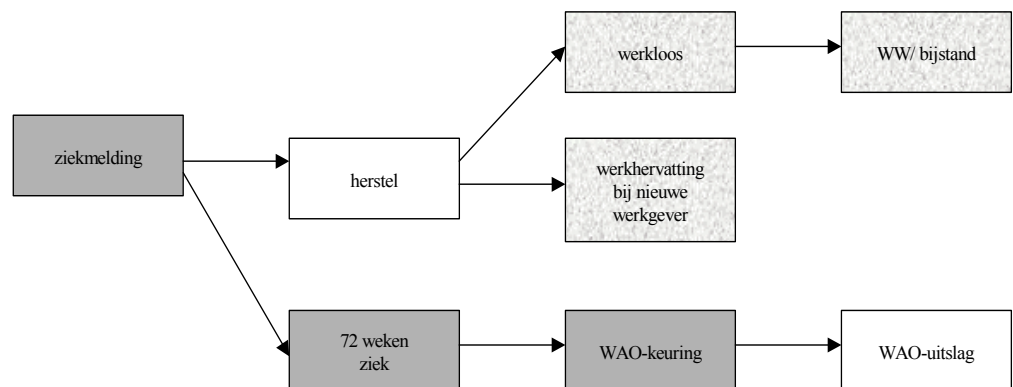 werkloos
WW/ bijstand
ziekmelding
herstel
werkhervatting
bij nieuwe
werkgever
72 weken
ziek
WAO-keuring
WAO-uitslag